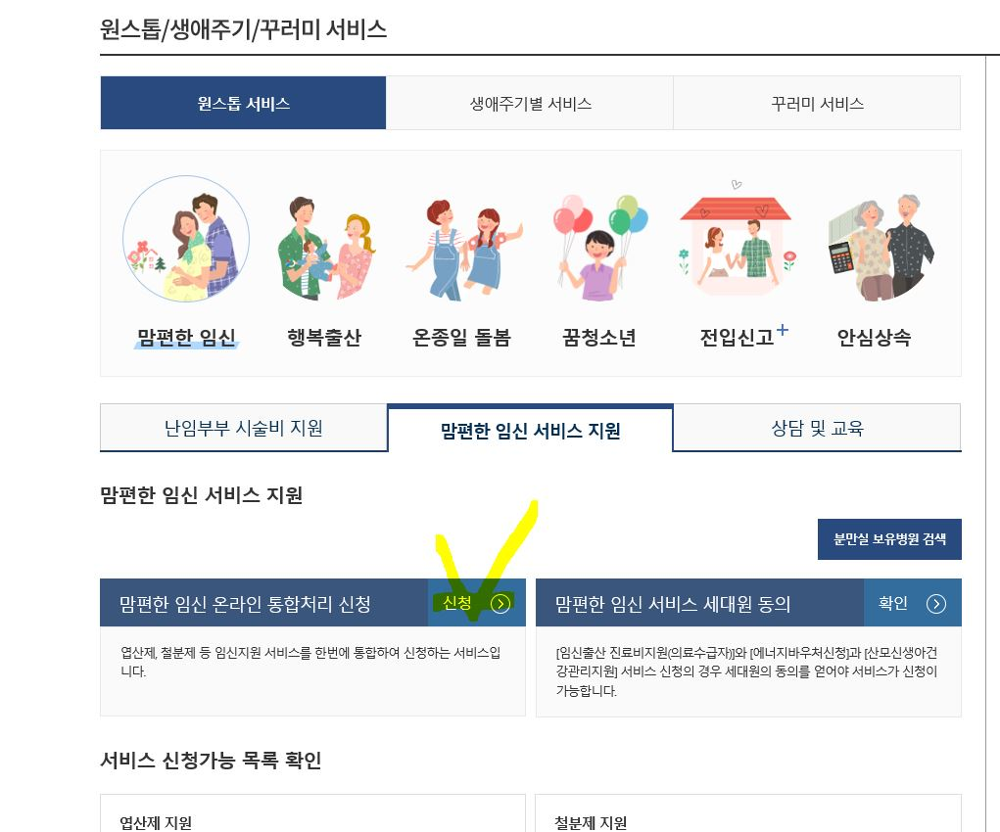 원스톱/생애주기/꾸러미 서비스
원스톱 서비스
생애주기별 서비스
꾸러미 서비스
맘편한 임신
행복출산
온종일 돌봄
꿈청소년
전입신고+
안심상속
난임부부 시술비 지원
맘편한 임신 서비스 지원
상담 및 교육
맘편한 임신 서비스 지원
분만실 보유병원 검색
맘편한 임신 온라인 통합처리 신청
신청
엽산제, 철분제 등 임신지원 서비스를 한번에 통합하여 신청하는 서비스입
니다.
맘편한 임신 서비스 세대원 동의
확인
[임신출산 진료비지원(의료수급자)]와 [에너지바우처신청]과 [산모신생아건
강관리지원] 서비스 신청의 경우 세대원의 동의를 얻어야 서비스가 신청이
가능합니다.
서비스 신청가능 목록 확인
엽산제 지원
철분제 지원